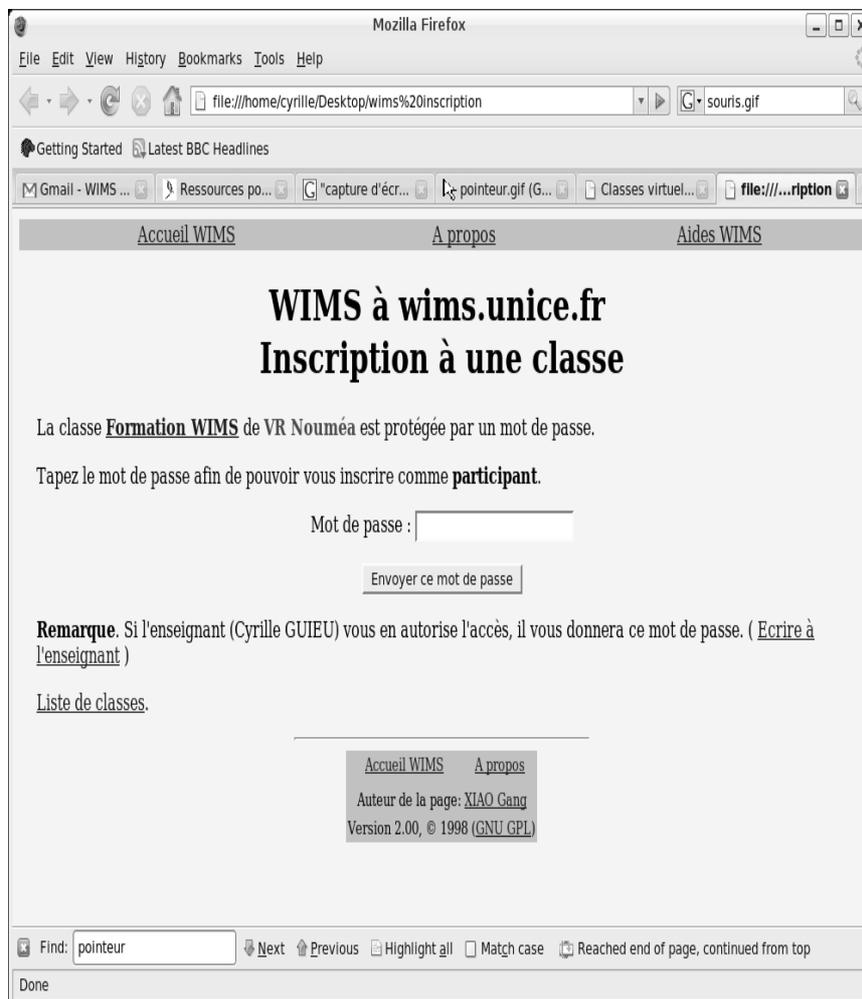 Mozilla Firefox
File Edit View History Bookmarks Tools Help
file:///home/cyrille/Desktop/wims%20inscription G souris.gif
Getting Started Latest BBC Headlines
Gmail - WIMS ... Ressources po... G "capture d'écr... pointeur.gif (G... Classes virtuel... file:///...ription
Accueil WIMS A propos Aides WIMS
WIMS à wims.unice.fr
Inscription à une classe
La classe Formation WIMS de VR Nouméa est protégée par un mot de passe.
Tapez le mot de passe afin de pouvoir vous inscrire comme participant.
Mot de passe :
Envoyer ce mot de passe
Remarque. Si l'enseignant (Cyrille GUIEU) vous en autorise l'accès, il vous donnera ce mot de passe. ( Ecrire à
l'enseignant )
Liste de classes.
Accueil WIMS A propos
Auteur de la page: XIAO Gang
Version 2.00, © 1998 (GNU GPL)
Find: pointeur Next Previous Highlight all Match case Reached end of page, continued from top
Done